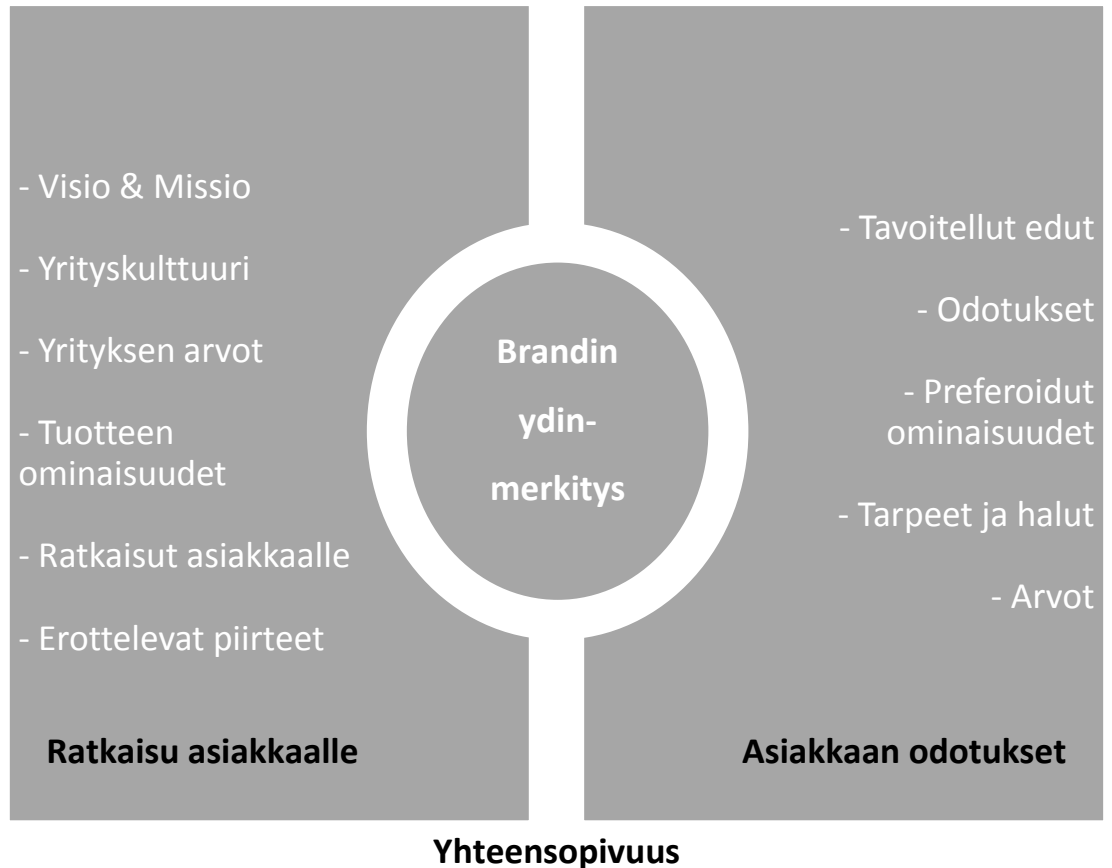 - Visio & Missio
- Yrityskulttuuri
- Yrityksen arvot
- Tuotteen
ominaisuudet
- Ratkaisut asiakkaalle
- Erottelevat piirteet
Ratkaisu asiakkaalle
Brandin
ydin-
merkitys
- Tavoitellut edut
- Odotukset
- Preferoidut
ominaisuudet
- Tarpeet ja halut
- Arvot
Asiakkaan odotukset
Yhteensopivuus